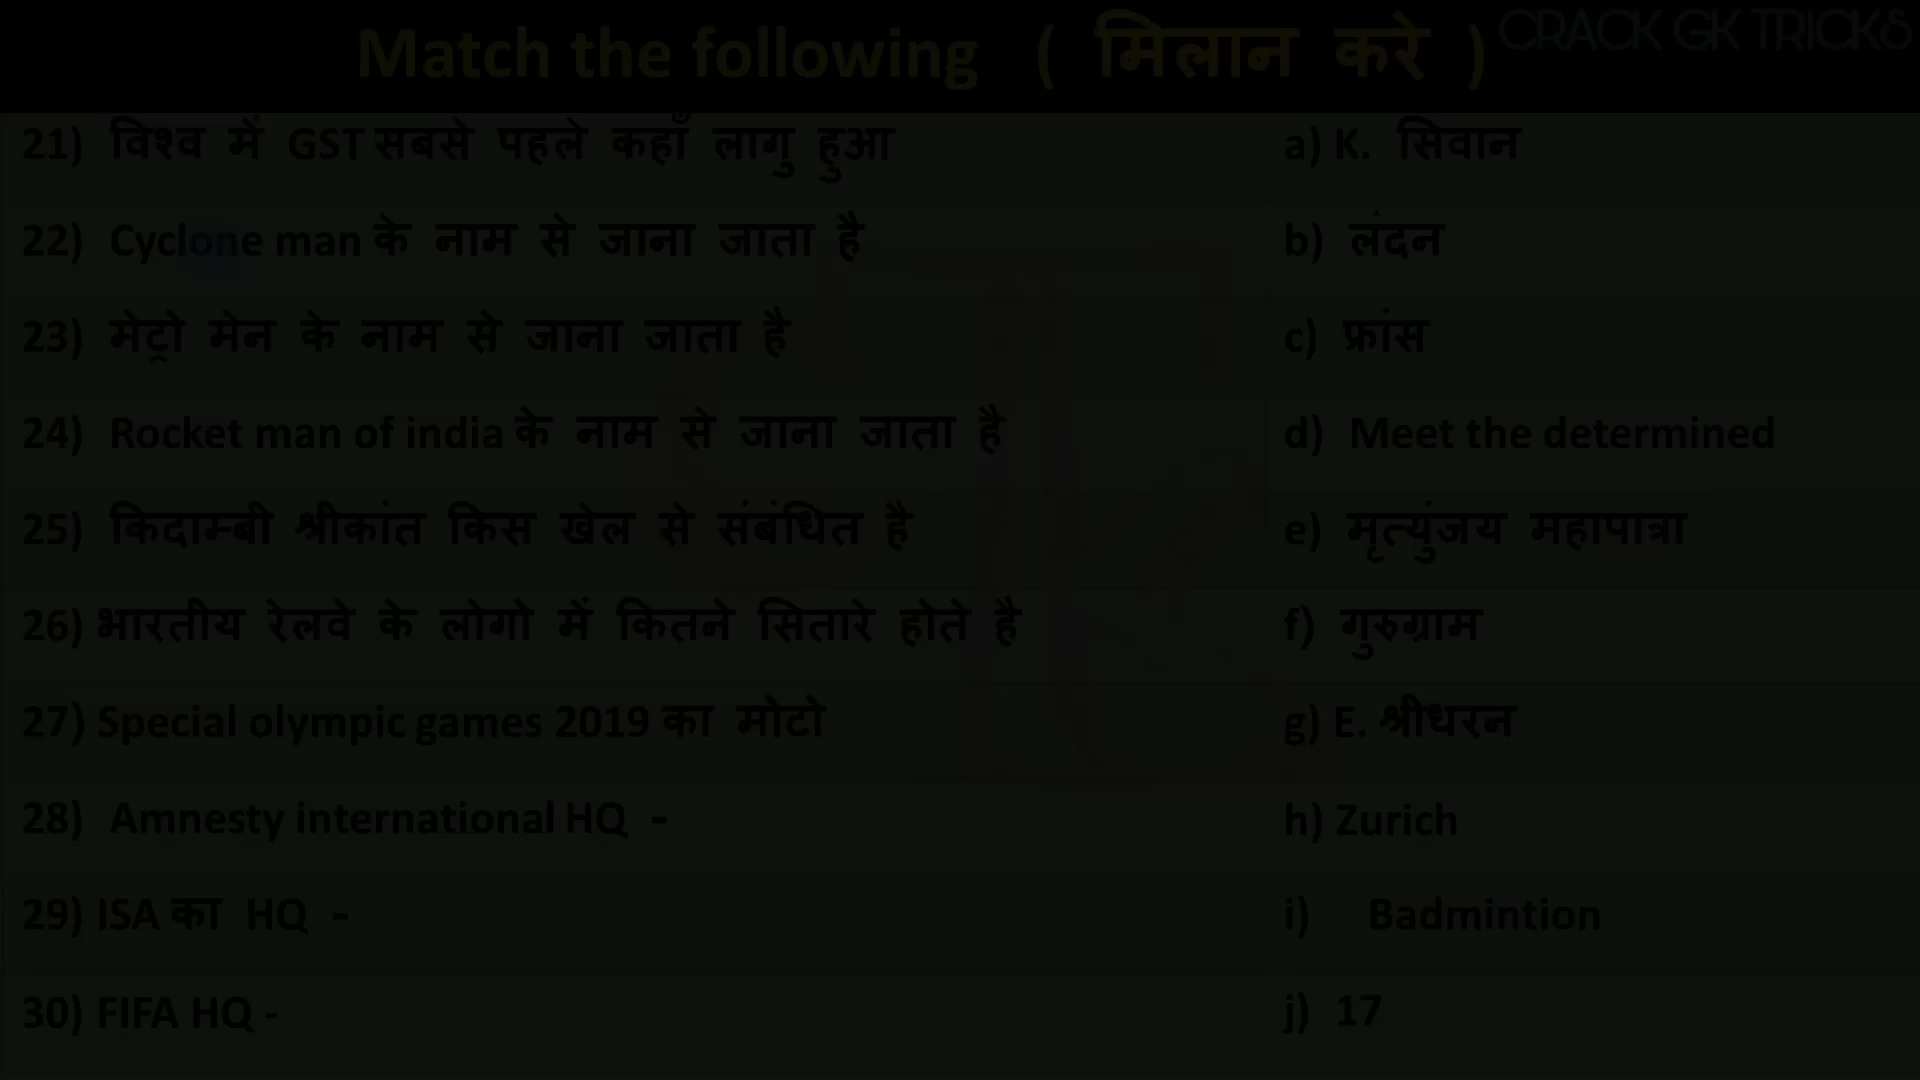 Match the following ( मिलान करे )
CRACK GK TRICKS
21) विश्व में GST सबसे पहले कहाँ लागु हुआ
a) K. सिवान
22) Cyclone man के नाम से जाना जाता है
b) लंदन
23) मेट्रो मेन के नाम से जाना जाता है
c) फ्रांस
24) Rocket man of india के नाम से जाना जाता है
d) Meet the determined
25) किदाम्बी श्रीकांत किस खेल से संबंधित है
e) मृत्युंजय महापात्रा
26) भारतीय रेलवे के लोगो में कितने सितारे होते है
f) गुरुग्राम
27) Special olympic games 2019 का मोटो
g) E. श्रीधरन
28) Amnesty international HQ -
h) Zurich
29) ISA का HQ -
i) Badmintion
30) FIFA HQ -
j) 17